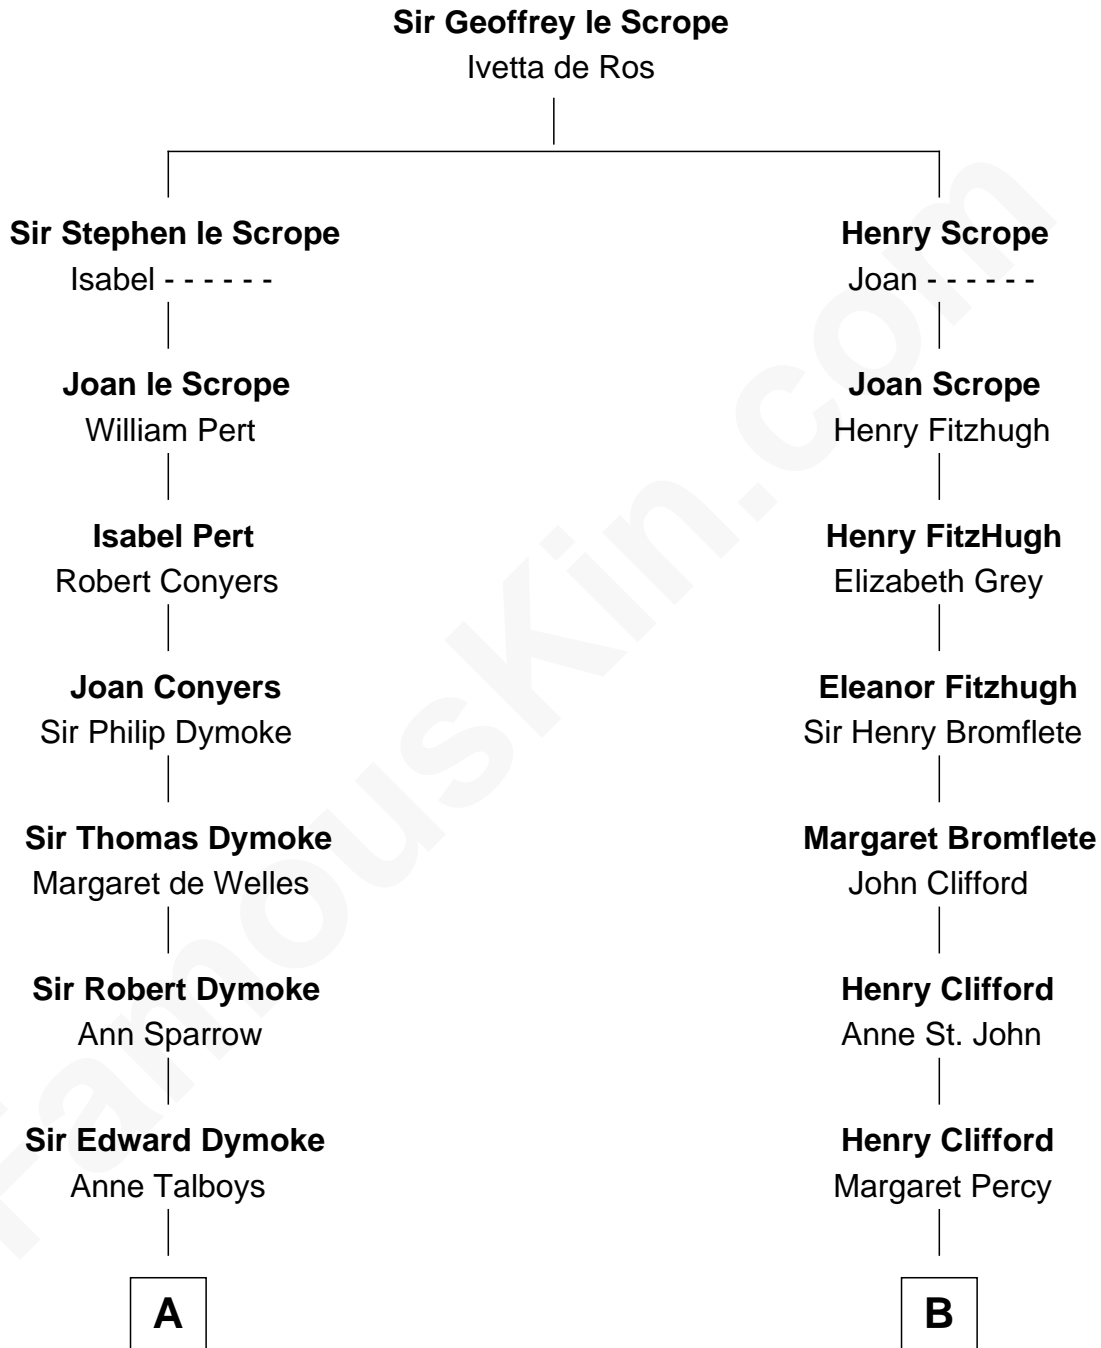 Sir Geoffrey le Scrope
Ivetta de Ros
Sir Stephen le Scrope
Isabel - - - - - -
Joan le Scrope
William Pert
Isabel Pert
Robert Conyers
Joan Conyers
Sir Philip Dymoke
Sir Thomas Dymoke
Margaret de Welles
Sir Robert Dymoke
Ann Sparrow
Sir Edward Dymoke
Anne Talboys
A
Henry Scrope
Joan - - - - - -
Joan Scrope
Henry Fitzhugh
Henry FitzHugh
Elizabeth Grey
Eleanor Fitzhugh
Sir Henry Bromflete
Margaret Bromflete
John Clifford
Henry Clifford
Anne St. John
Henry Clifford
Margaret Percy
B
FamousKin.com